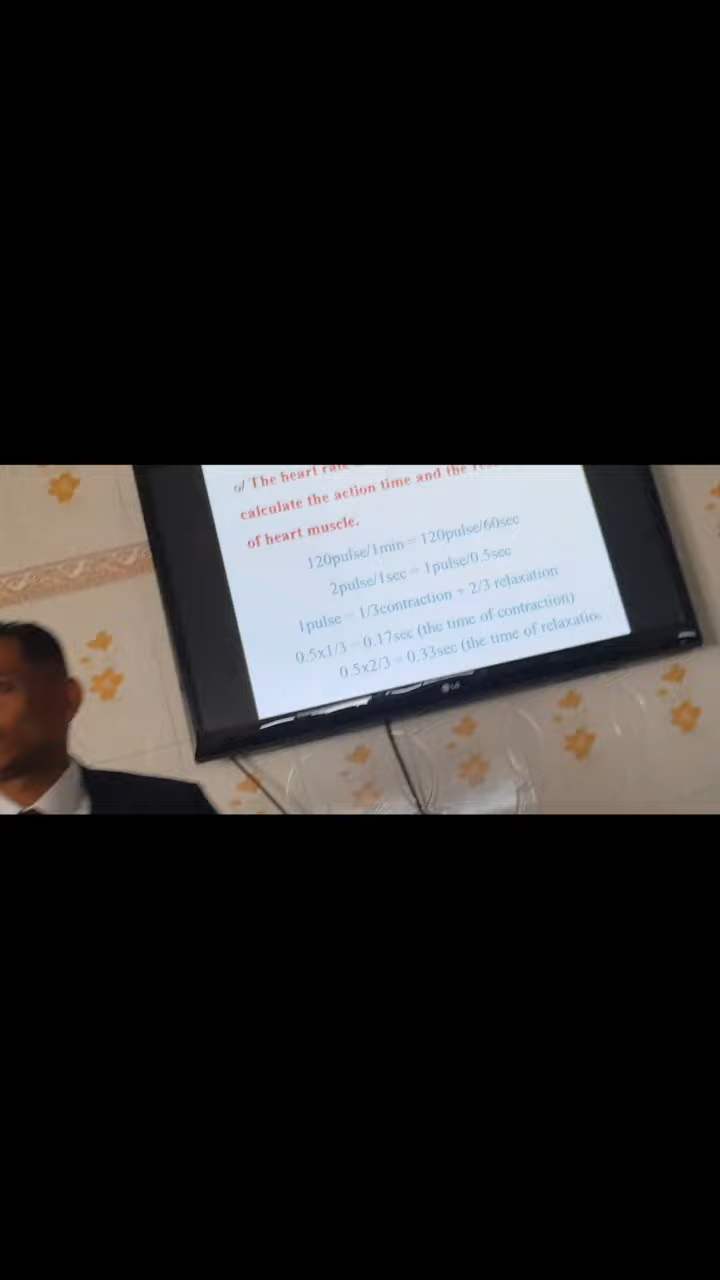 o/ The heart rate
calculate the action time and the
of heart muscle.
120pulse/1min = 120pulse/60sec
2pulse/1sec = 1pulse/0.5sec
1pulse = 1/3contraction + 2/3 relaxation
0.5x1/3 = 0.17sec (the time of contraction)
0.5x2/3 = 0.33sec (the time of relaxatio
LG